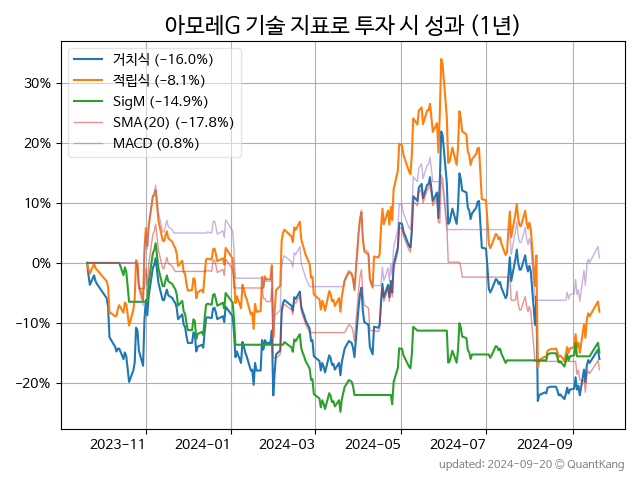 아모레G 기술 지표로 투자 시 성과 (1년)
거치식 (−16.0%)
적립식 (−8.1%)
SigM (−14.9%)
SMA(20) (−17.8%)
MACD (0.8%)
30%
20%
10%
0%
−10%
−20%
2023-11
2024-01
2024-03
2024-05
2024-07
2024-09
updated: 2024-09-20 © QuantKang